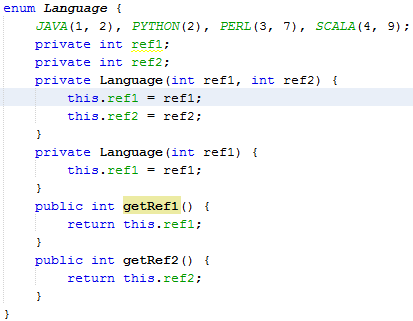 enum Language {
    JAVA(1, 2), PYTHON(2), PERL(3, 7), SCALA(4, 9);
    private int ref1;
    private int ref2;
    private Language(int ref1, int ref2) {
        this.ref1 = ref1;
        this.ref2 = ref2;
    }
    private Language(int ref1) {
        this.ref1 = ref1;
    }
    public int getRef1() {
        return this.ref1;
    }
    public int getRef2() {
        return this.ref2;
    }
}